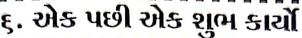 ૬. એક પછી એક શુભ કાર્યો